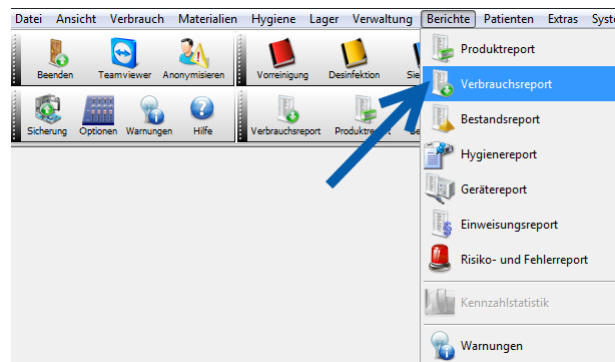 Datei Ansicht Verbrauch Materialien Hygiene Lager Verwaltung Berichte Patienten Extras
Beenden Teamviewer Anonymisieren Vorreinigung Desinfektion
Sicherung Optionen Warnungen Hilfe Verbrauchsreport
Produktreport
Verbrauchsreport
Bestandsreport
Hygienereport
Gerätereport
Einweisungsreport
Risiko- und Fehlerreport
Kennzahlstatistik
Warnungen